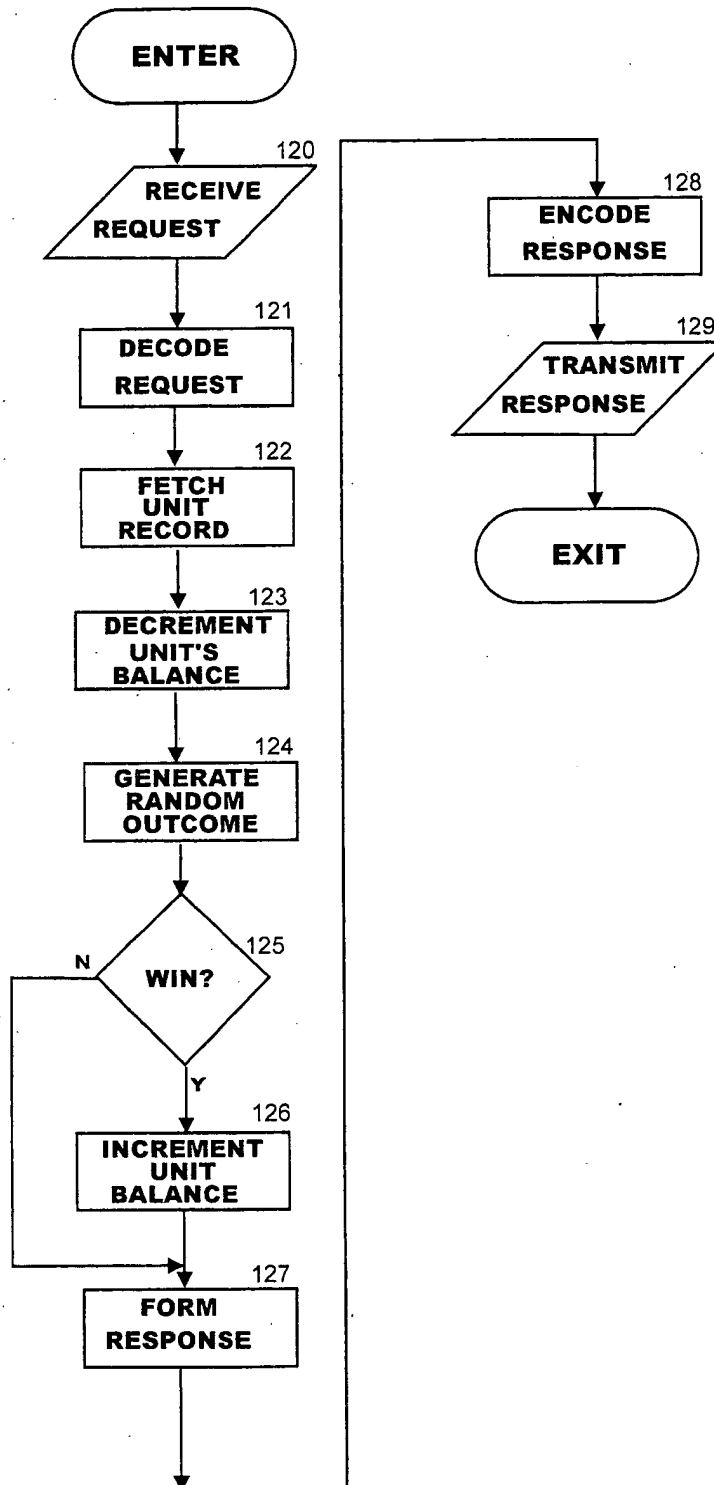 ENTER
120
RECEIVE
REQUEST
121
DECODE
REQUEST
122
FETCH
UNIT
RECORD
123
DECREMENT
UNIT'S
BALANCE
124
GENERATE
RANDOM
OUTCOME
125
N
WIN?
Y
126
INCREMENT
UNIT
BALANCE
127
FORM
RESPONSE
128
ENCODE
RESPONSE
129
TRANSMIT
RESPONSE
EXIT